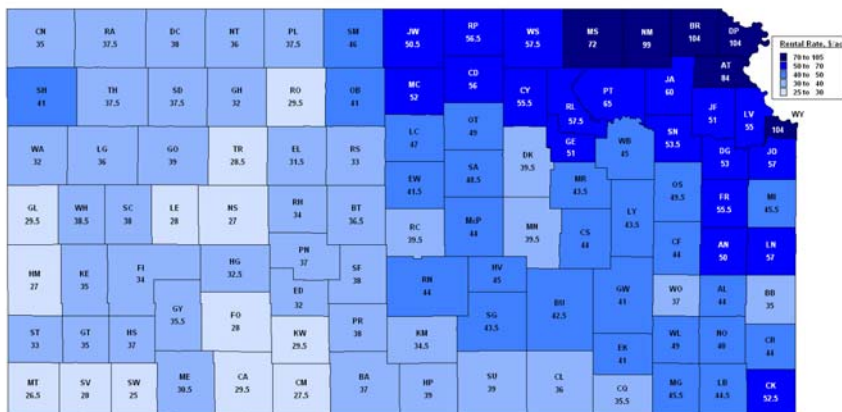 CN
35
RA
37.5
DC
38
NT
36
PL
37.5
SM
46
JW
50.5
RP
56.5
WS
57.5
MS
72
NM
99
BR
104
DP
104
AT
84
Rental Rate, $/ac
70 to 105
50 to 70
40 to 50
30 to 40
25 to 30
SH
41
TH
37.5
SD
37.5
GH
32
RO
29.5
OB
41
MC
52
CD
56
CY
55.5
RL
57.5
PT
65
JA
60
JF
51
LV
55
WY
104
WA
32
LG
36
GO
39
TR
28.5
EL
31.5
RS
33
LC
47
OT
49
DK
39.5
GE
51
WB
45
SN
53.5
DG
53
JO
57
EW
41.5
SA
48.5
MR
43.5
OS
49.5
FR
55.5
MI
45.5
GL
29.5
WH
38.5
SC
38
LE
28
NS
27
RH
34
BT
36.5
RC
39.5
McP
44
MN
39.5
CS
44
LY
43.5
CF
44
AN
50
LN
57
HM
27
KE
35
FI
34
HG
32.5
PN
37
SF
38
RN
44
HV
45
BU
42.5
GW
41
WO
37
AL
44
BB
35
GY
35.5
FO
28
ED
32
SG
43.5
ST
33
GT
35
HS
37
KW
29.5
PR
38
KM
34.5
EK
41
WL
49
NO
40
CR
44
MT
26.5
SV
28
SW
25
ME
30.5
CA
29.5
CM
27.5
BA
37
HP
39
SU
39
CL
36
CQ
35.5
MG
45.5
LB
44.5
CK
52.5